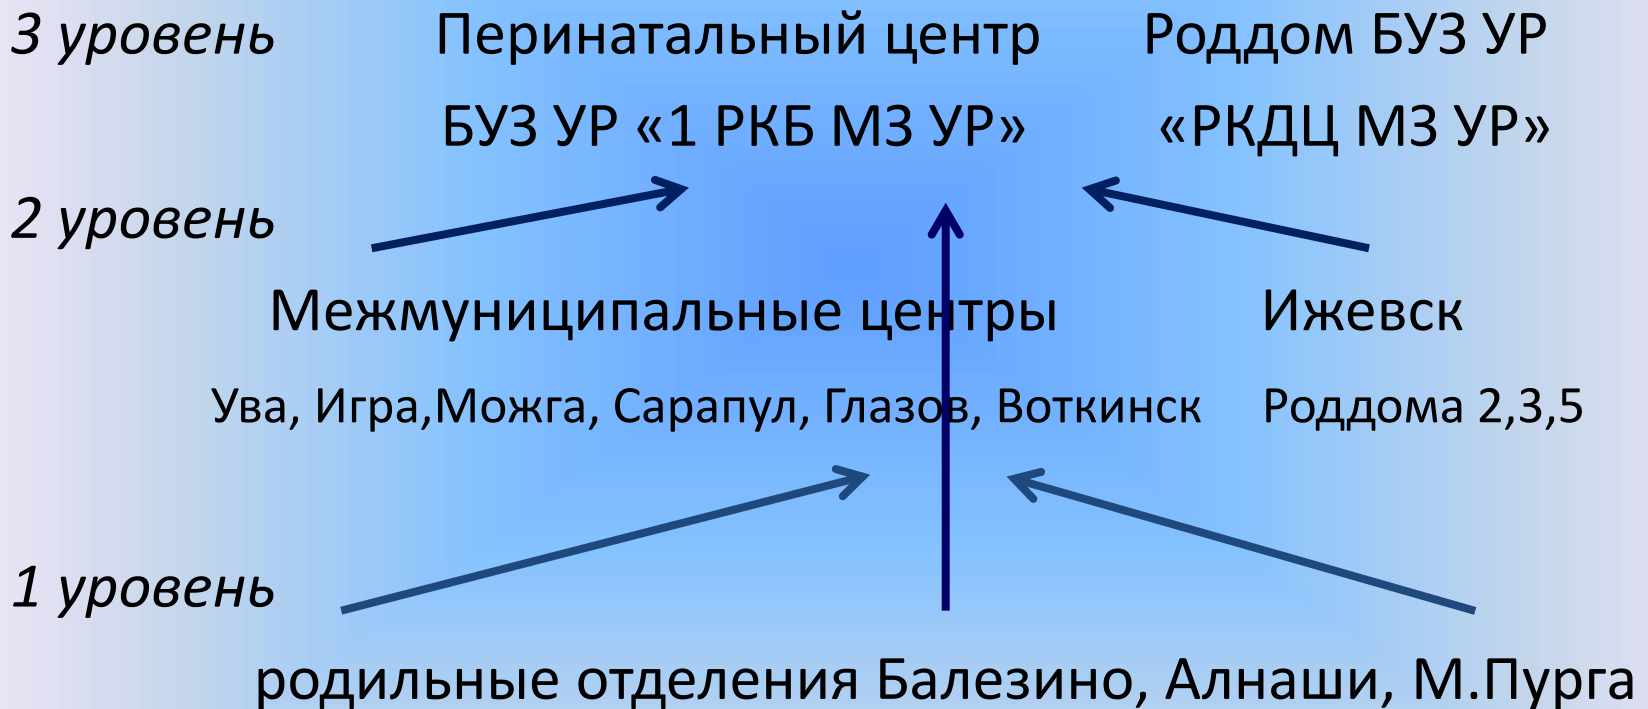 3 уровень Перинатальный центр Роддом БУЗ УР
БУЗ УР «1 РКБ МЗ УР» «РКДЦ МЗ УР»
2 уровень
Межмуниципальные центры Ижевск
Ува, Игра,Можга, Сарапул, Глазов, Воткинск Роддома 2,3,5
1 уровень
родильные отделения Балезино, Алнаши, М.Пурга